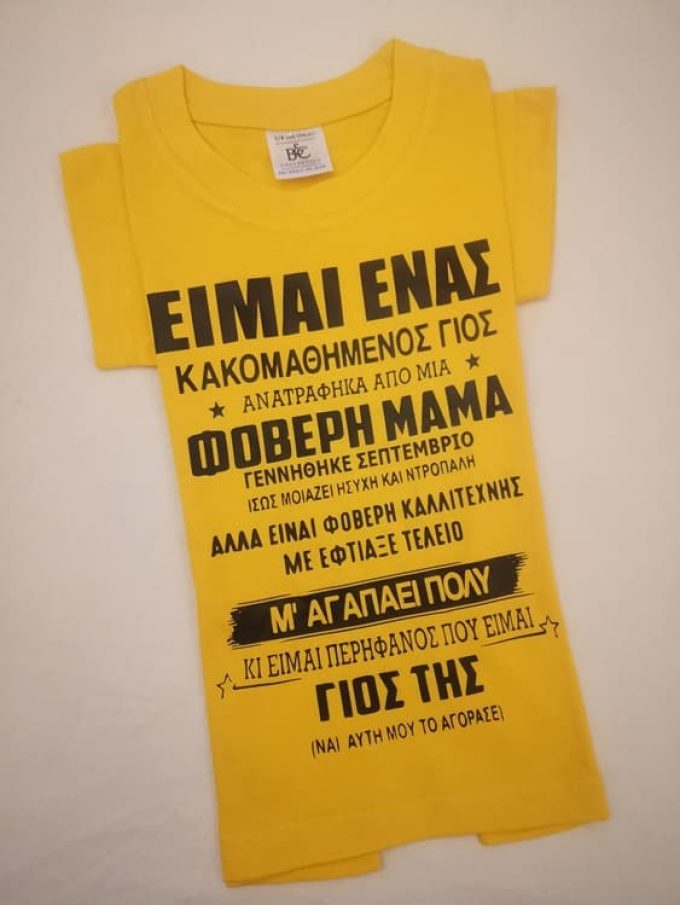 B&C
COLLECTION
ΕΙΜΑΙ ΕΝΑΣ
ΚΑΚΟΜΑΘΗΜΕΝΟΣ ΓΙΟΣ
ΑΝΑΤΡΑΦΗΚΑ ΑΠΟ ΜΙΑ
ΦΟΒΕΡΗ ΜΑΜΑ
ΓΕΝΝΗΘΗΚΕ ΣΕΠΤΕΜΒΡΙΟ
ΙΣΩΣ ΜΟΙΑΖΕΙ ΗΣΥΧΗ ΚΑΙ ΝΤΡΟΠΑΛΗ
ΑΛΛΑ ΕΙΝΑΙ ΦΟΒΕΡΗ ΚΑΛΛΙΤΕΧΝΗΣ
ΜΕ ΕΦΤΙΑΞΕ ΤΕΛΕΙΟ
Μ' ΑΓΑΠΑΕΙ ΠΟΛΥ
ΚΙ ΕΙΜΑΙ ΠΕΡΗΦΑΝΟΣ ΠΟΥ ΕΙΜΑΙ
ΓΙΟΣ ΤΗΣ
(ΝΑΙ ΑΥΤΗ ΜΟΥ ΤΟ ΑΓΟΡΑΣΕ)